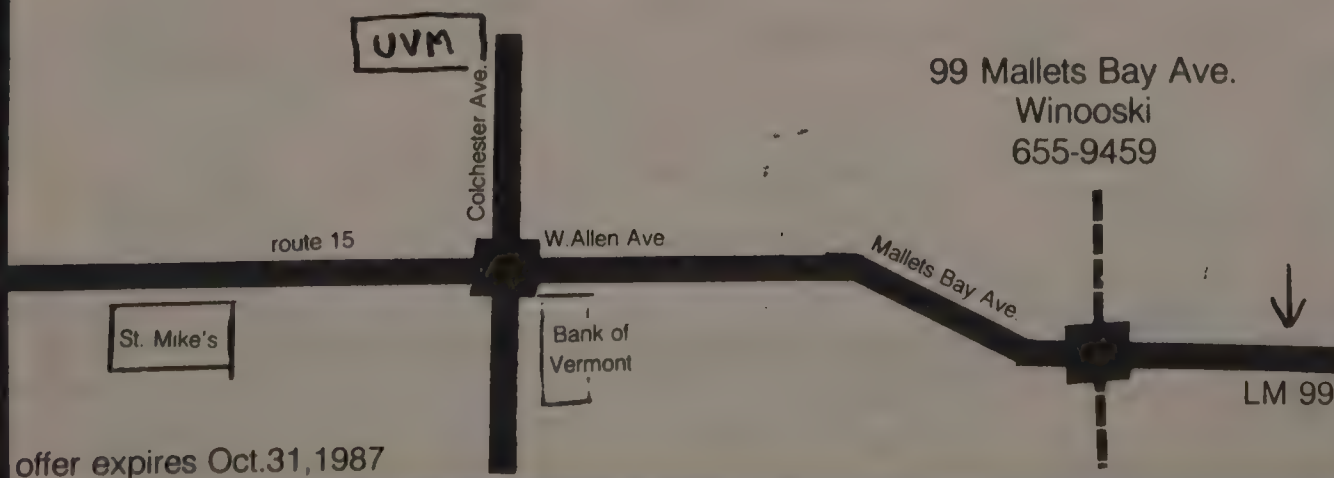 UVM
Colchester Ave.
99 Mallets Bay Ave.
Winooski
655-9459
route 15
W.Allen Ave
Mallets Bay Ave.
St. Mike's
Bank of
Vermont
LM 99
offer expires Oct.31,1987